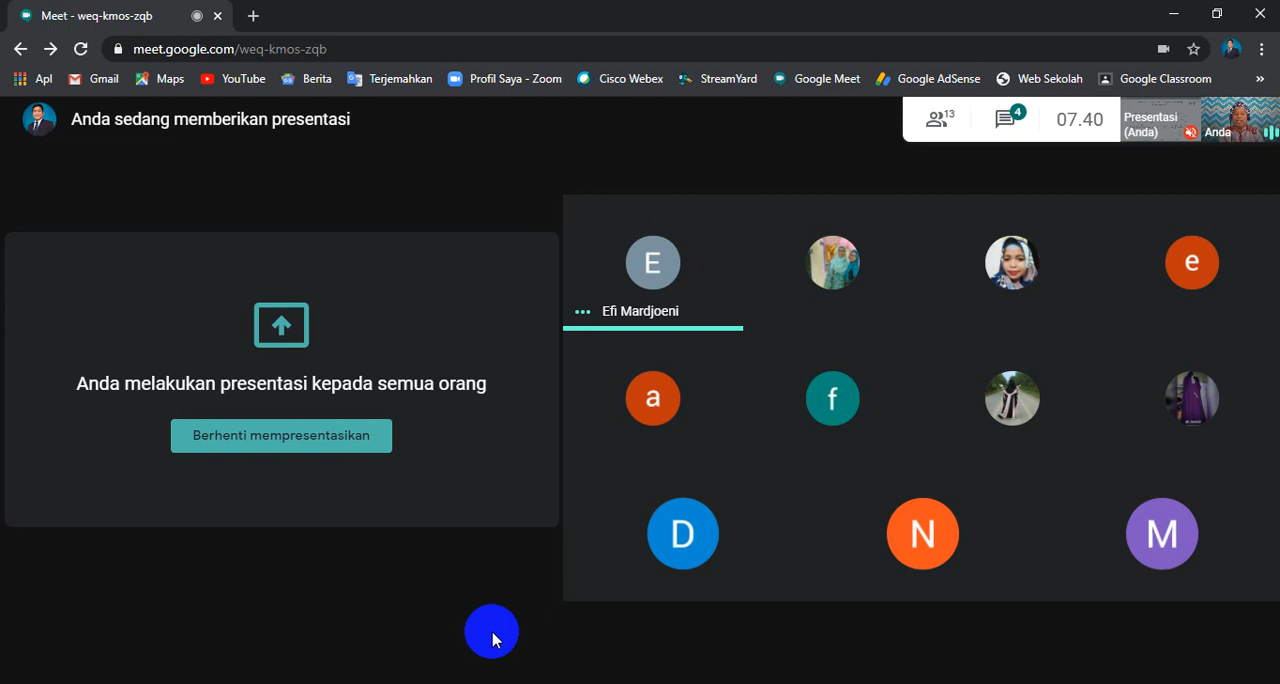 Meet - weq-kmos-zqb
meet.google.com/weq-kmos-zqb
Apl Gmail Maps YouTube Berita Terjemahkan Profil Saya - Zoom Cisco Webex StreamYard Google Meet Google AdSense Web Sekolah Google Classroom »
Anda sedang memberikan presentasi
13 4 07.40
Presentasi
(Anda) Anda
E e
Efi Mardjoeni
Anda melakukan presentasi kepada semua orang
a f
Berhenti mempresentasikan
D N M